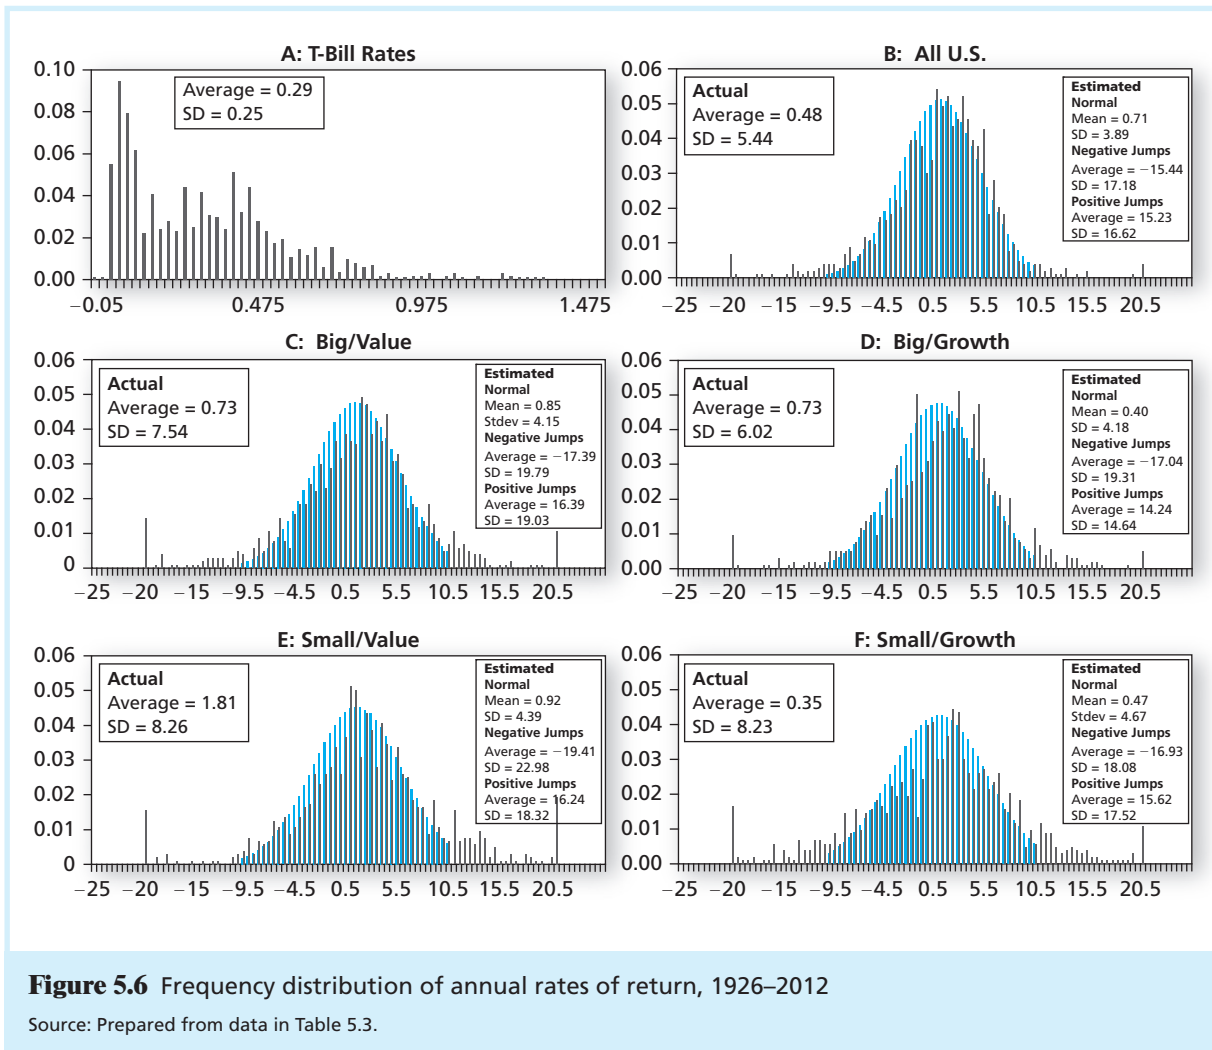 A: T-Bill Rates
0.10
0.08
0.06
0.04
0.02
0.00
Average = 0.29
SD = 0.25
−0.05 0.475 0.975 1.475
B: All U.S.
0.06
0.05
0.04
0.03
0.02
0.01
0.00
Actual
Average = 0.48
SD = 5.44
Estimated
Normal
Mean = 0.71
SD = 3.89
Negative Jumps
Average = −15.44
SD = 17.18
Positive Jumps
Average = 15.23
SD = 16.62
−25 −20 −15 −9.5 −4.5 0.5 5.5 10.5 15.5 20.5
C: Big/Value
0.06
0.05
0.04
0.03
0.02
0.01
0
Actual
Average = 0.73
SD = 7.54
Estimated
Normal
Mean = 0.85
Stdev = 4.15
Negative Jumps
Average = −17.39
SD = 19.79
Positive Jumps
Average = 16.39
SD = 19.03
−25 −20 −15 −9.5 −4.5 0.5 5.5 10.5 15.5 20.5
D: Big/Growth
0.06
0.05
0.04
0.03
0.02
0.01
0.00
Actual
Average = 0.73
SD = 6.02
Estimated
Normal
Mean = 0.40
SD = 4.18
Negative Jumps
Average = −17.04
SD = 19.31
Positive Jumps
Average = 14.24
SD = 14.64
−25 −20 −15 −9.5 −4.5 0.5 5.5 10.5 15.5 20.5
E: Small/Value
0.06
0.05
0.04
0.03
0.02
0.01
0
Actual
Average = 1.81
SD = 8.26
Estimated
Normal
Mean = 0.92
SD = 4.39
Negative Jumps
Average = −19.41
SD = 22.98
Positive Jumps
Average = 16.24
SD = 18.32
−25 −20 −15 −9.5 −4.5 0.5 5.5 10.5 15.5 20.5
F: Small/Growth
0.06
0.05
0.04
0.03
0.02
0.01
0.00
Actual
Average = 0.35
SD = 8.23
Estimated
Normal
Mean = 0.47
Stdev = 4.67
Negative Jumps
Average = −16.93
SD = 18.08
Positive Jumps
Average = 15.62
SD = 17.52
−25 −20 −15 −9.5 −4.5 0.5 5.5 10.5 15.5 20.5
Figure 5.6 Frequency distribution of annual rates of return, 1926–2012
Source: Prepared from data in Table 5.3.